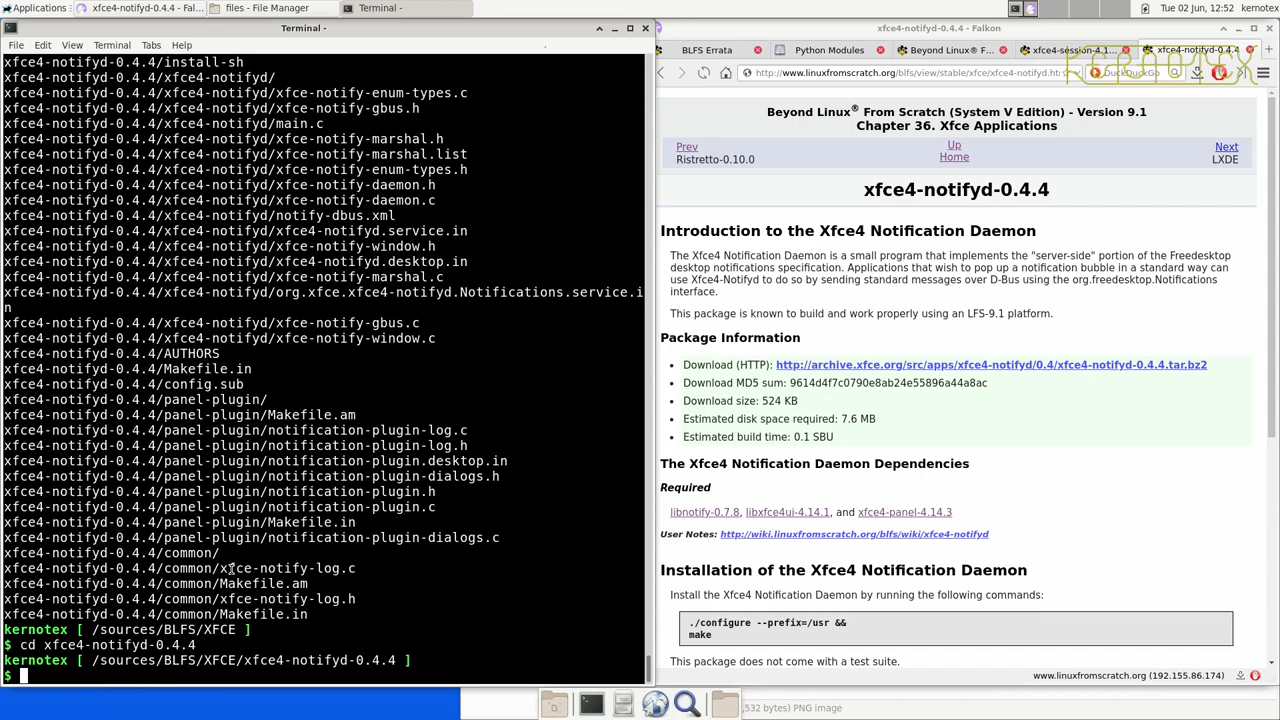 Applications
xfce4-notifyd-0.4.4 ...
files - File Manager
Terminal -
Tue 02 Jun, 12:52
kernotex
Terminal -
File Edit View Terminal Tabs Help
xfce4-notifyd-0.4.4/install-sh
xfce4-notifyd-0.4.4/xfce4-notifyd/
xfce4-notifyd-0.4.4/xfce4-notifyd/xfce-notify-enum-types.c
xfce4-notifyd-0.4.4/xfce4-notifyd/xfce-notify-gbus.h
xfce4-notifyd-0.4.4/xfce4-notifyd/main.c
xfce4-notifyd-0.4.4/xfce4-notifyd/xfce-notify-marshal.h
xfce4-notifyd-0.4.4/xfce4-notifyd/xfce-notify-marshal.list
xfce4-notifyd-0.4.4/xfce4-notifyd/xfce-notify-enum-types.h
xfce4-notifyd-0.4.4/xfce4-notifyd/xfce-notify-daemon.h
xfce4-notifyd-0.4.4/xfce4-notifyd/xfce-notify-daemon.c
xfce4-notifyd-0.4.4/xfce4-notifyd/notify-dbus.xml
xfce4-notifyd-0.4.4/xfce4-notifyd/xfce4-notifyd.service.in
xfce4-notifyd-0.4.4/xfce4-notifyd/xfce-notify-window.h
xfce4-notifyd-0.4.4/xfce4-notifyd/xfce4-notifyd.desktop.in
xfce4-notifyd-0.4.4/xfce4-notifyd/xfce-notify-marshal.c
xfce4-notifyd-0.4.4/xfce4-notifyd/org.xfce.xfce4-notifyd.Notifications.service.i
n
xfce4-notifyd-0.4.4/xfce4-notifyd/xfce-notify-gbus.c
xfce4-notifyd-0.4.4/xfce4-notifyd/xfce-notify-window.c
xfce4-notifyd-0.4.4/AUTHORS
xfce4-notifyd-0.4.4/Makefile.in
xfce4-notifyd-0.4.4/config.sub
xfce4-notifyd-0.4.4/panel-plugin/
xfce4-notifyd-0.4.4/panel-plugin/Makefile.am
xfce4-notifyd-0.4.4/panel-plugin/notification-plugin-log.c
xfce4-notifyd-0.4.4/panel-plugin/notification-plugin-log.h
xfce4-notifyd-0.4.4/panel-plugin/notification-plugin.desktop.in
xfce4-notifyd-0.4.4/panel-plugin/notification-plugin-dialogs.h
xfce4-notifyd-0.4.4/panel-plugin/notification-plugin.h
xfce4-notifyd-0.4.4/panel-plugin/notification-plugin.c
xfce4-notifyd-0.4.4/panel-plugin/Makefile.in
xfce4-notifyd-0.4.4/panel-plugin/notification-plugin-dialogs.c
xfce4-notifyd-0.4.4/common/
xfce4-notifyd-0.4.4/common/xfce-notify-log.c
xfce4-notifyd-0.4.4/common/Makefile.am
xfce4-notifyd-0.4.4/common/xfce-notify-log.h
xfce4-notifyd-0.4.4/common/Makefile.in
kernotex [ /sources/BLFS/XFCE ]
$ cd xfce4-notifyd-0.4.4
kernotex [ /sources/BLFS/XFCE/xfce4-notifyd-0.4.4 ]
$
xfce4-notifyd-0.4.4 - Falkon
BLFS Errata
Python Modules
Beyond Linux® F...
xfce4-session-4.1...
xfce4-notifyd-0.4.4
http://www.linuxfromscratch.org/blfs/view/stable/xfce/xfce4-notifyd.ht
DuckDuckGo
Beyond Linux® From Scratch (System V Edition) - Version 9.1
Chapter 36. Xfce Applications
Prev
Up
Next
Ristretto-0.10.0
Home
LXDE
xfce4-notifyd-0.4.4
Introduction to the Xfce4 Notification Daemon
The Xfce4 Notification Daemon is a small program that implements the "server-side" portion of the Freedesktop
desktop notifications specification. Applications that wish to pop up a notification bubble in a standard way can
use Xfce4-Notifyd to do so by sending standard messages over D-Bus using the org.freedesktop.Notifications
interface.
This package is known to build and work properly using an LFS-9.1 platform.
Package Information
Download (HTTP): http://archive.xfce.org/src/apps/xfce4-notifyd/0.4/xfce4-notifyd-0.4.4.tar.bz2
Download MD5 sum: 9614d4f7c0790e8ab24e55896a44a8ac
Download size: 524 KB
Estimated disk space required: 7.6 MB
Estimated build time: 0.1 SBU
The Xfce4 Notification Daemon Dependencies
Required
libnotify-0.7.8, libxfce4ui-4.14.1, and xfce4-panel-4.14.3
User Notes: http://wiki.linuxfromscratch.org/blfs/wiki/xfce4-notifyd
Installation of the Xfce4 Notification Daemon
Install the Xfce4 Notification Daemon by running the following commands:
./configure --prefix=/usr &&
make
This package does not come with a test suite.
www.linuxfromscratch.org (192.155.86.174)
,532 bytes) PNG image